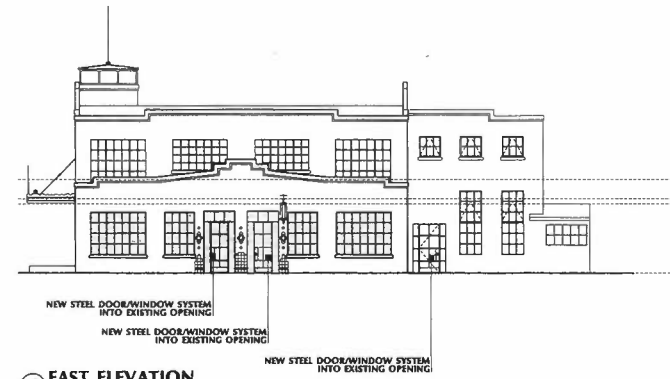 NEW STEEL DOOR/WINDOW SYSTEM
INTO EXISTING OPENING
NEW STEEL DOOR/WINDOW SYSTEM
INTO EXISTING OPENING
NEW STEEL DOOR/WINDOW SYSTEM
INTO EXISTING OPENING
EAST ELEVATION